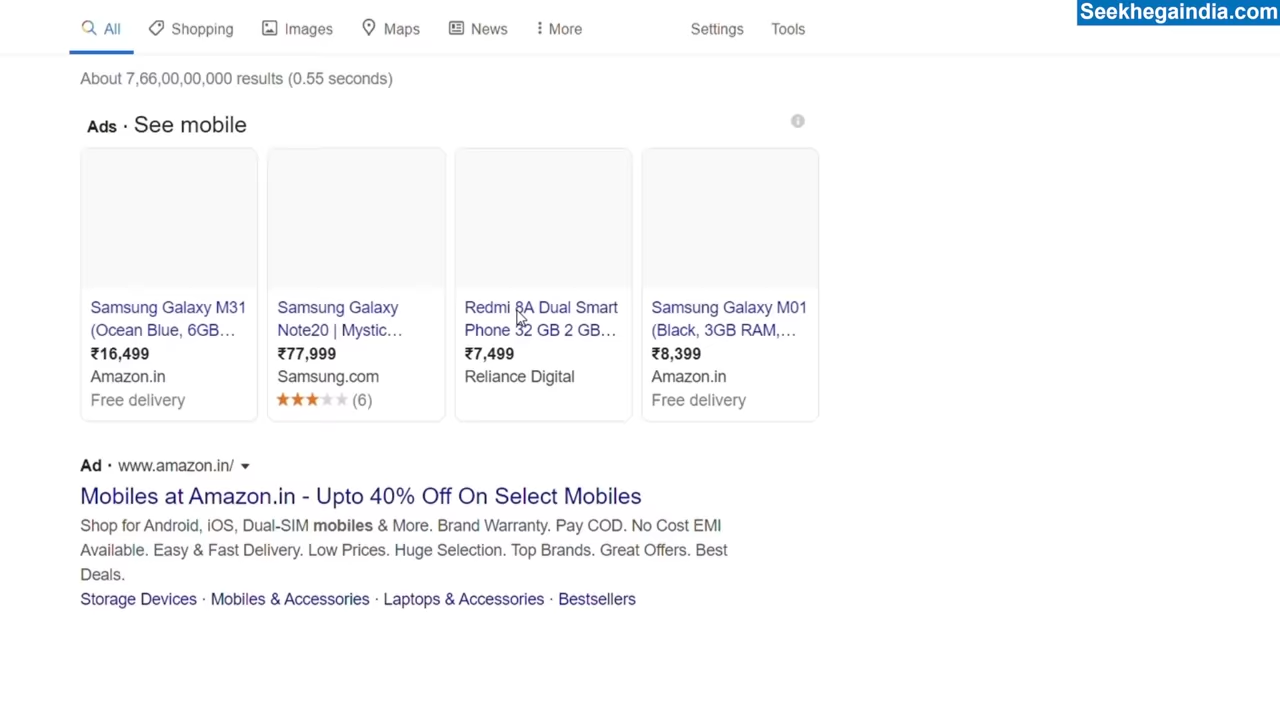 Seekhegaindia.com
All Shopping Images Maps News More Settings Tools
About 7,66,00,00,000 results (0.55 seconds)
Ads · See mobile
Samsung Galaxy M31
(Ocean Blue, 6GB...
₹16,499
Amazon.in
Free delivery
Samsung Galaxy
Note20 | Mystic...
₹77,999
Samsung.com
(6)
Redmi 8A Dual Smart
Phone 32 GB 2 GB...
₹7,499
Reliance Digital
Samsung Galaxy M01
(Black, 3GB RAM,...
₹8,399
Amazon.in
Free delivery
Ad · www.amazon.in/
Mobiles at Amazon.in - Upto 40% Off On Select Mobiles
Shop for Android, iOS, Dual-SIM mobiles & More. Brand Warranty. Pay COD. No Cost EMI
Available. Easy & Fast Delivery. Low Prices. Huge Selection. Top Brands. Great Offers. Best
Deals.
Storage Devices · Mobiles & Accessories · Laptops & Accessories · Bestsellers